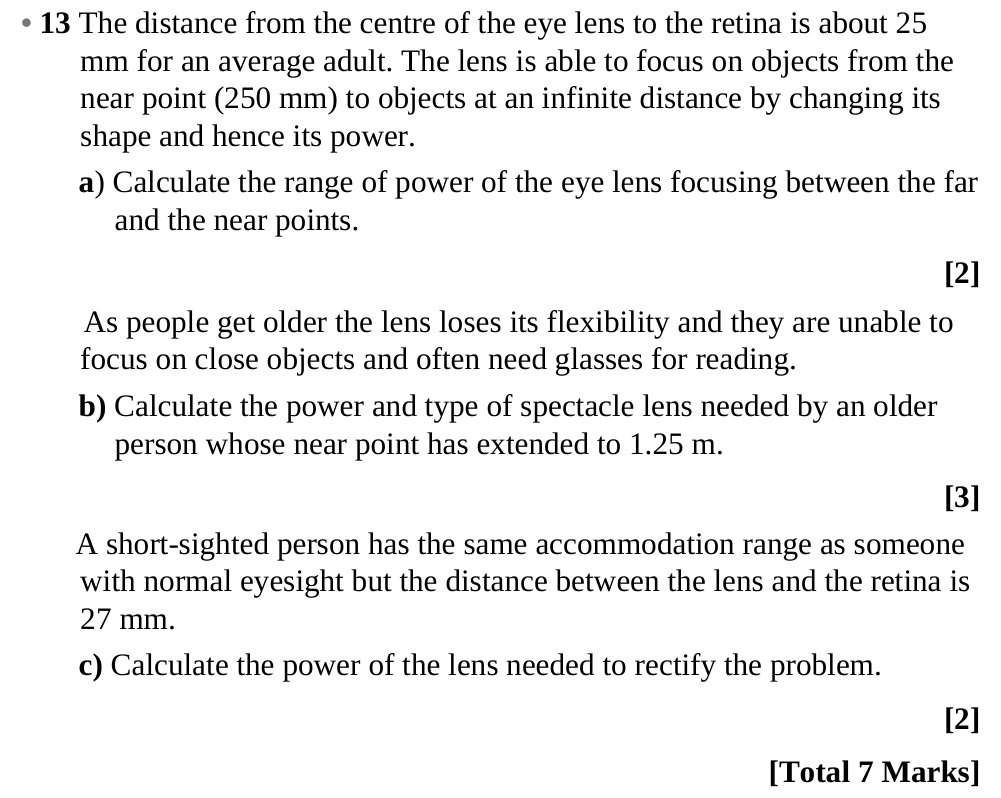 • 13 The distance from the centre of the eye lens to the retina is about 25
mm for an average adult. The lens is able to focus on objects from the
near point (250 mm) to objects at an infinite distance by changing its
shape and hence its power.
a) Calculate the range of power of the eye lens focusing between the far
and the near points.
[2]
As people get older the lens loses its flexibility and they are unable to
focus on close objects and often need glasses for reading.
b) Calculate the power and type of spectacle lens needed by an older
person whose near point has extended to 1.25 m.
[3]
A short-sighted person has the same accommodation range as someone
with normal eyesight but the distance between the lens and the retina is
27 mm.
c) Calculate the power of the lens needed to rectify the problem.
[2]
[Total 7 Marks]